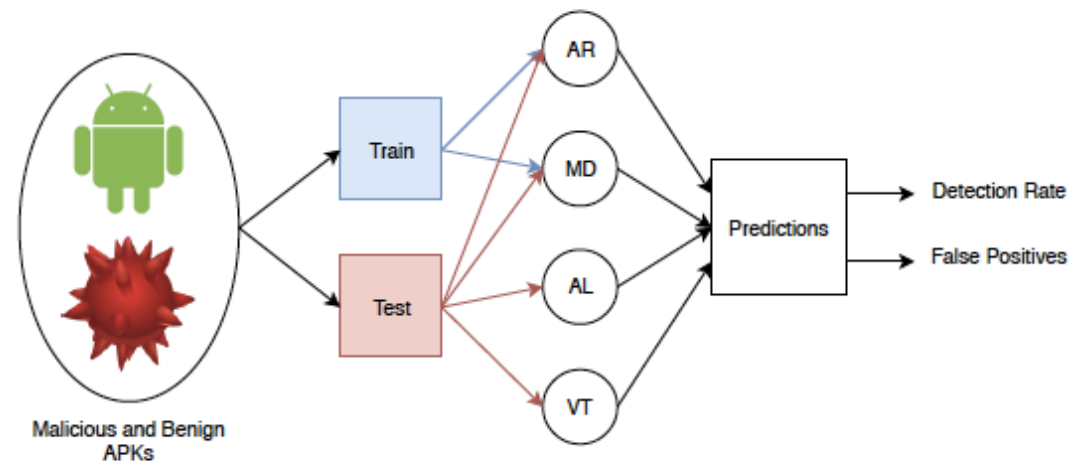 AR
Train
MD
Predictions
Detection Rate
False Positives
Test
AL
VT
Malicious and Benign
APKs